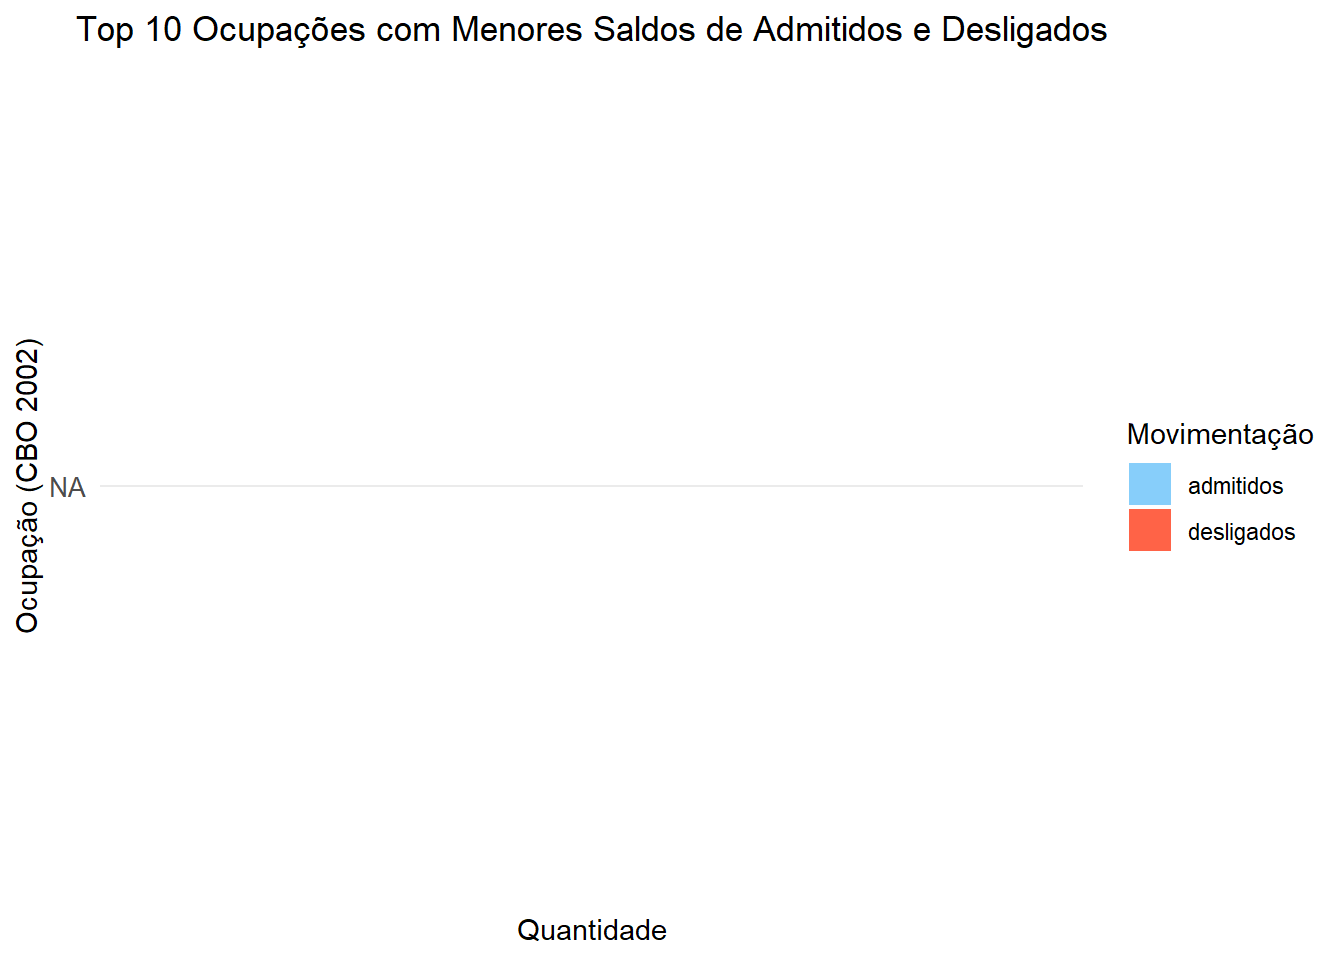 Top 10 Ocupações com Menores Saldos de Admitidos e Desligados
Ocupação (CBO 2002)
NA
Movimentação
admitidos
desligados
Quantidade